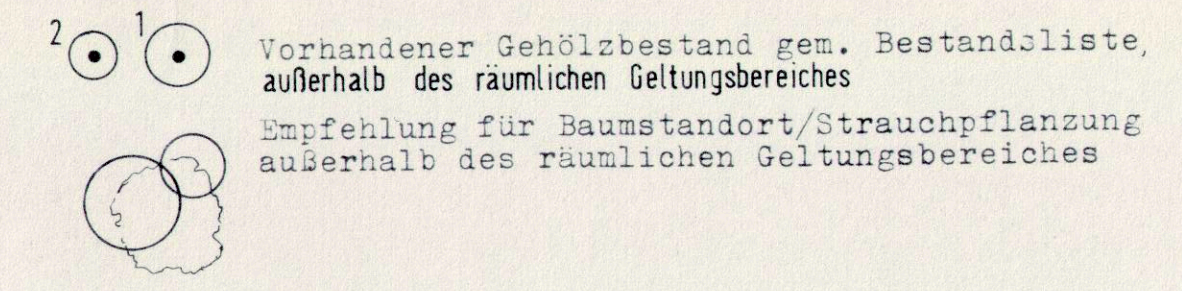 2 1
Vorhandener Gehölzbestand gem. Bestandsliste,
außerhalb des räumlichen Geltungsbereiches
Empfehlung für Baumstandort/Strauchpflanzung
außerhalb des räumlichen Geltungsbereiches